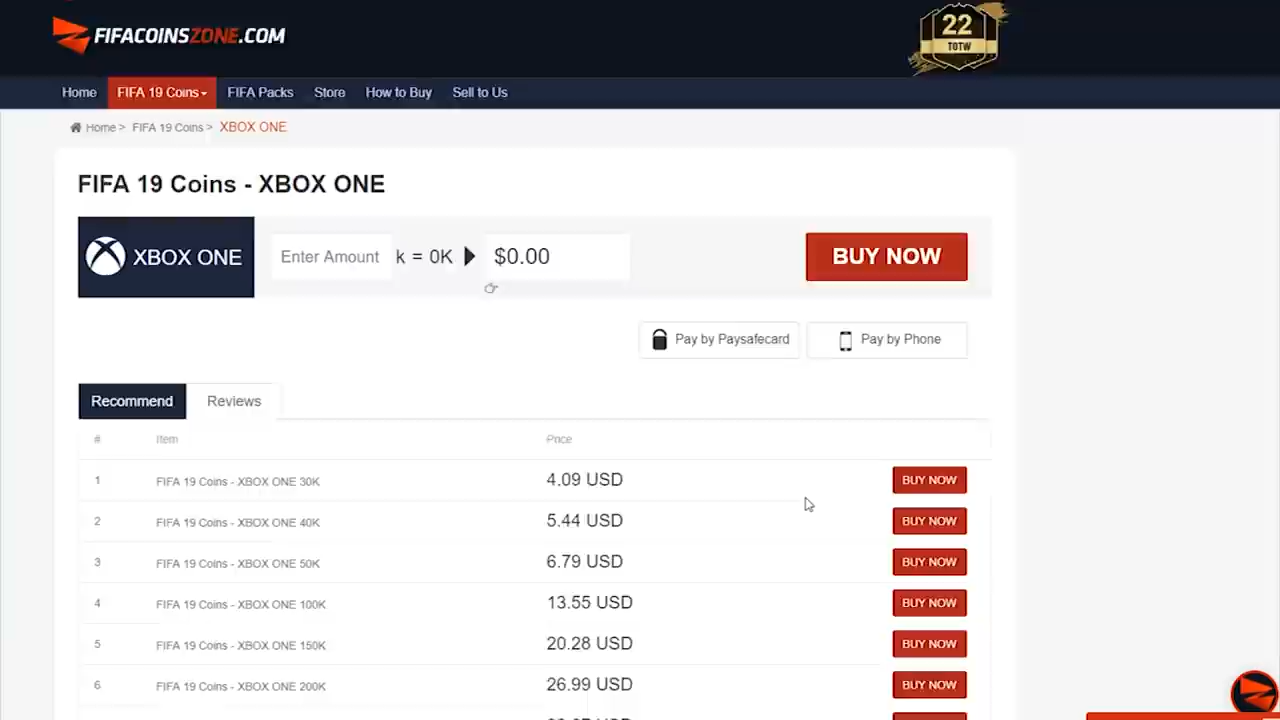 FIFACOINSZONE.COM
22
TOTW
Home FIFA 19 Coins FIFA Packs Store How to Buy Sell to Us
Home > FIFA 19 Coins > XBOX ONE
FIFA 19 Coins - XBOX ONE
XBOX ONE Enter Amount k = 0K $0.00 BUY NOW
Pay by Paysafecard Pay by Phone
Recommend Reviews
# Item Price
1 FIFA 19 Coins - XBOX ONE 30K 4.09 USD BUY NOW
2 FIFA 19 Coins - XBOX ONE 40K 5.44 USD BUY NOW
3 FIFA 19 Coins - XBOX ONE 50K 6.79 USD BUY NOW
4 FIFA 19 Coins - XBOX ONE 100K 13.55 USD BUY NOW
5 FIFA 19 Coins - XBOX ONE 150K 20.28 USD BUY NOW
6 FIFA 19 Coins - XBOX ONE 200K 26.99 USD BUY NOW